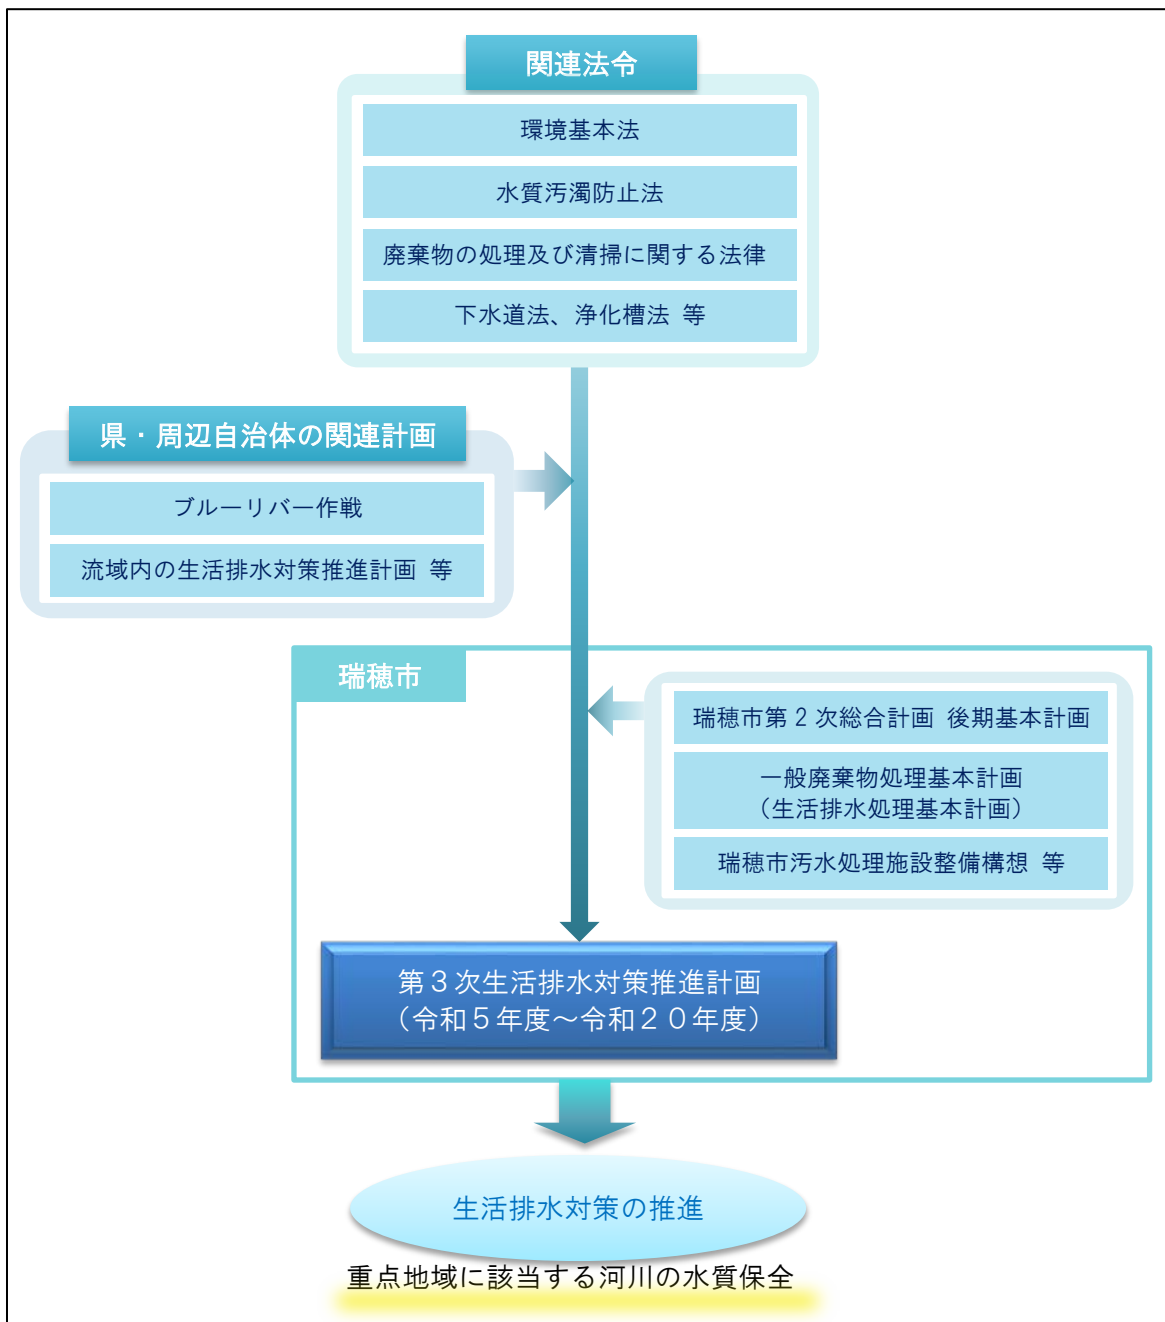 関連法令
環境基本法
水質汚濁防止法
廃棄物の処理及び清掃に関する法律
下水道法、浄化槽法 等
県・周辺自治体の関連計画
ブルーリバー作戦
流域内の生活排水対策推進計画 等
瑞穂市
瑞穂市第２次総合計画 後期基本計画
一般廃棄物処理基本計画
（生活排水処理基本計画）
瑞穂市汚水処理施設整備構想 等
第３次生活排水対策推進計画
（令和５年度～令和２０年度）
生活排水対策の推進
重点地域に該当する河川の水質保全